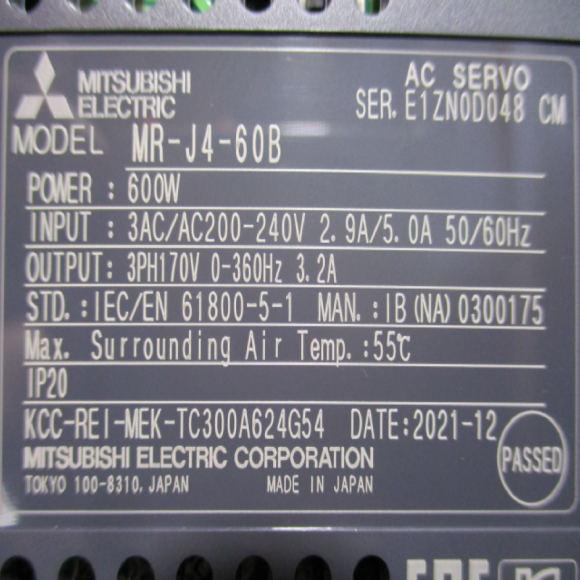 MITSUBISHI ELECTRIC
AC SERVO
SER. E1ZN0D048 CM
MODEL MR-J4-60B
POWER : 600W
INPUT : 3AC/AC200-240V 2.9A/5.0A 50/60Hz
OUTPUT: 3PH170V 0-360Hz 3.2A
STD.:IEC/EN 61800-5-1 MAN.:IB(NA)0300175
Max. Surrounding Air Temp.:55℃
IP20
KCC-REI-MEK-TC300A624G54 DATE:2021-12
MITSUBISHI ELECTRIC CORPORATION
PASSED
TOKYO 100-8310, JAPAN MADE IN JAPAN